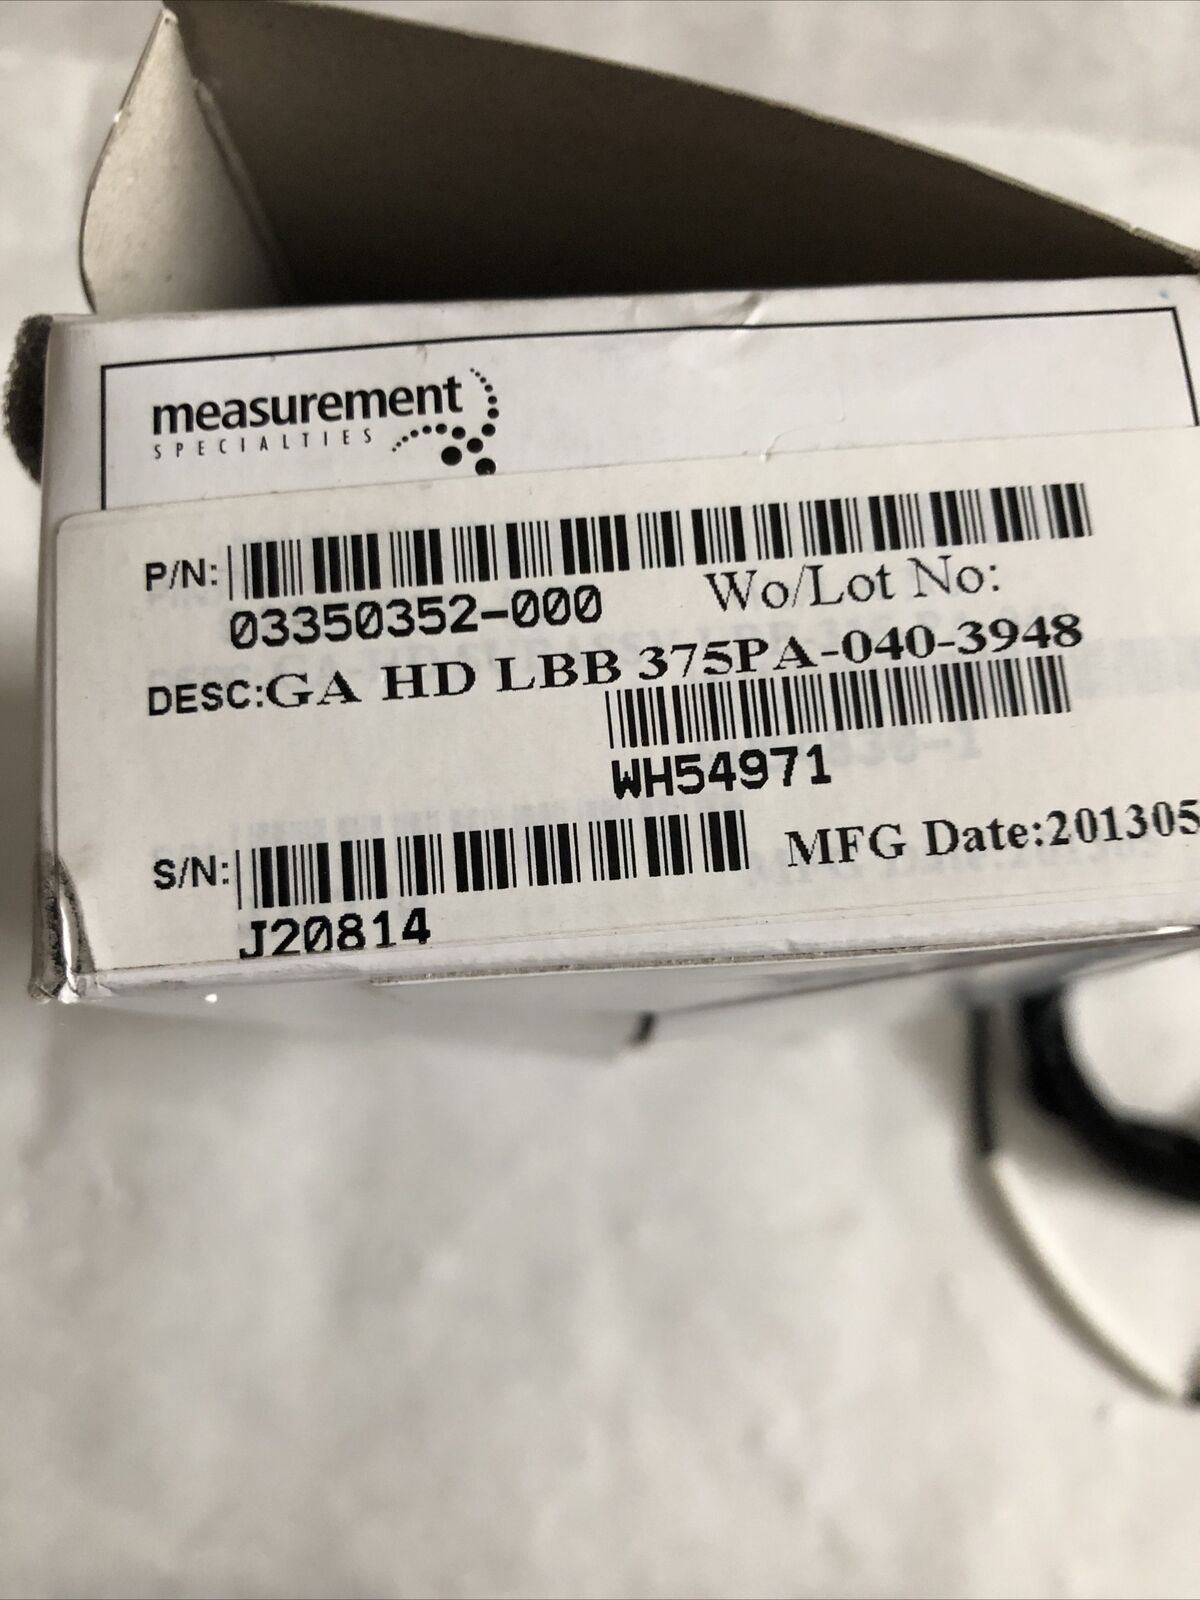 measurement
SPECIALTIES
P/N:
03350352-000 Wo/Lot No:
DESC:GA HD LBB 375PA-040-3948
WH54971
S/N: MFG Date:201305
J20814